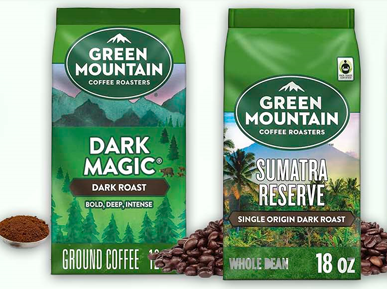 GREEN
MOUNTAIN
COFFEE ROASTERS
DARK
MAGIC®
DARK ROAST
BOLD, DEEP, INTENSE
GROUND COFFEE
GREEN
MOUNTAIN
COFFEE ROASTERS
SUMATRA
RESERVE
SINGLE ORIGIN DARK ROAST
WHOLE BEAN 18 oz